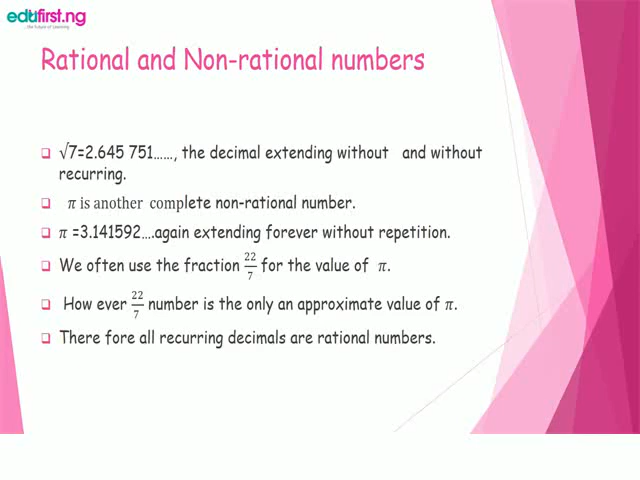 edufirst.ng
the future of Learning
Rational and Non-rational numbers
√7=2.645 751......, the decimal extending without and without
recurring.
π is another complete non-rational number.
π =3.141592....again extending forever without repetition.
We often use the fraction 22/7 for the value of π.
How ever 22/7 number is the only an approximate value of π.
There fore all recurring decimals are rational numbers.